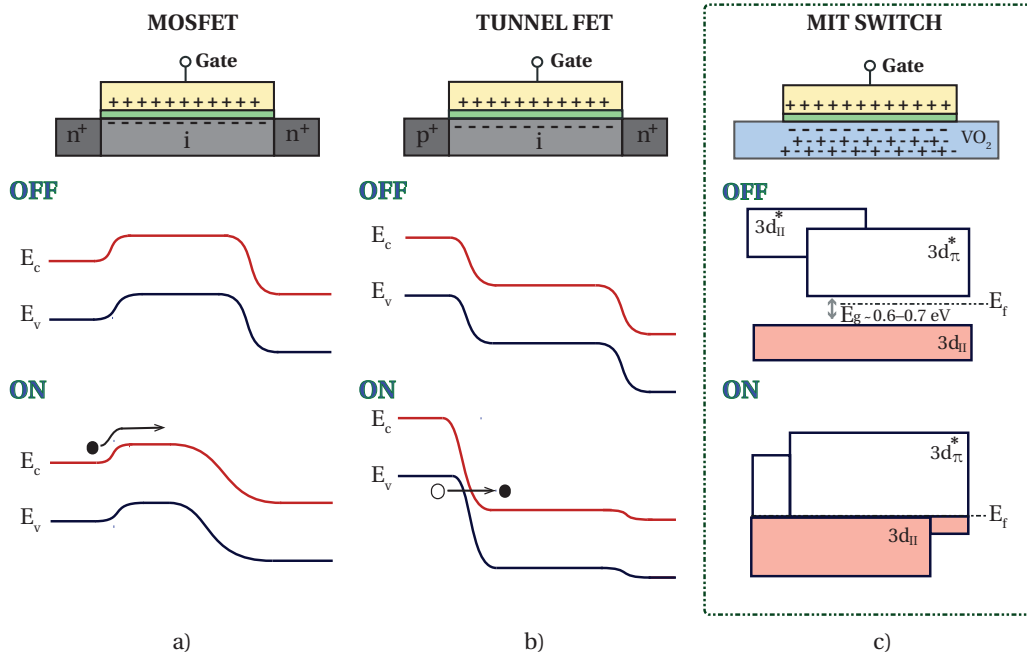 MOSFET
Gate
+ + + + + + + + + + +
n+
- - - - - - - - - - -
i
n+
OFF
Ec
Ev
ON
Ec
Ev
a)
TUNNEL FET
Gate
+ + + + + + + + + + +
p+
- - - - - - - - - - -
i
n+
OFF
Ec
Ev
ON
Ec
Ev
b)
MIT SWITCH
Gate
VO2
OFF
3d*II
3d*π
Ef
Eg ~ 0.6–0.7 eV
3dII
ON
3d*π
Ef
3dII
c)